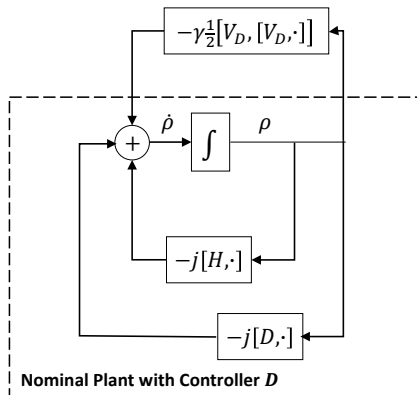 −γ½[V_D, [V_D,·]]
ρ̇
ρ
+
∫
−j[H,·]
−j[D,·]
Nominal Plant with Controller D